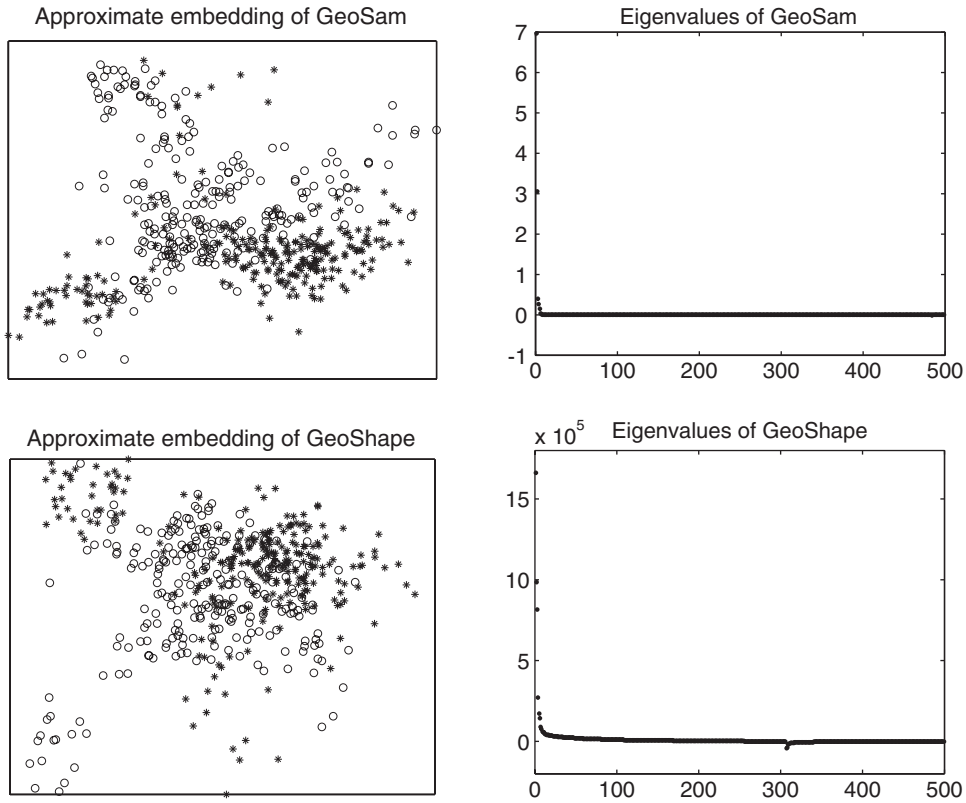 Approximate embedding of GeoSam
Eigenvalues of GeoSam
7
6
5
4
3
2
1
0
-1
0 100 200 300 400 500
Approximate embedding of GeoShape
x 10^5 Eigenvalues of GeoShape
15
10
5
0
0 100 200 300 400 500